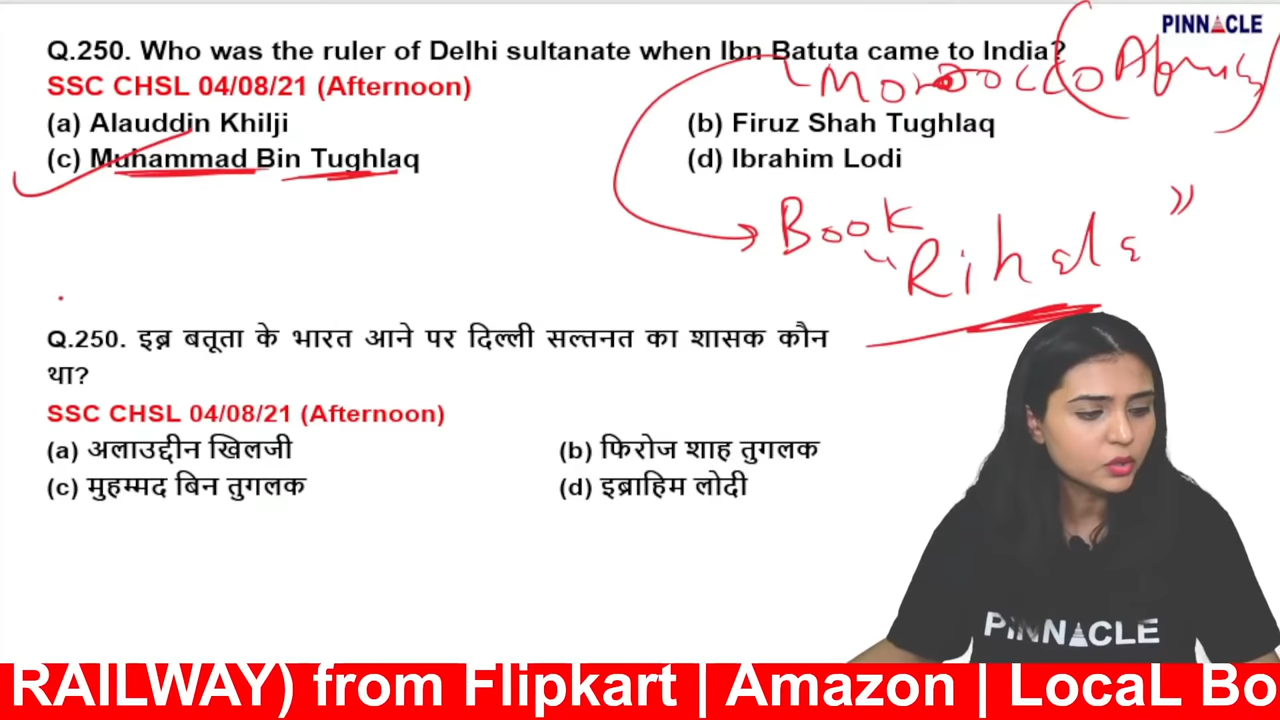 PINNACLE
Q.250. Who was the ruler of Delhi sultanate when Ibn Batuta came to India?
Morocco
SSC CHSL 04/08/21 (Afternoon)
(a) Alauddin Khilji
(b) Firuz Shah Tughlaq
(c) Muhammad Bin Tughlaq
(d) Ibrahim Lodi
Book
Q.250. इब्न बतूता के भारत आने पर दिल्ली सल्तनत का शासक कौन
था?
SSC CHSL 04/08/21 (Afternoon)
(a) अलाउद्दीन खिलजी
(b) फिरोज शाह तुगलक
(c) मुहम्मद बिन तुगलक
(d) इब्राहिम लोदी
PINNACLE
RAILWAY) from Flipkart | Amazon | LocaL Bo